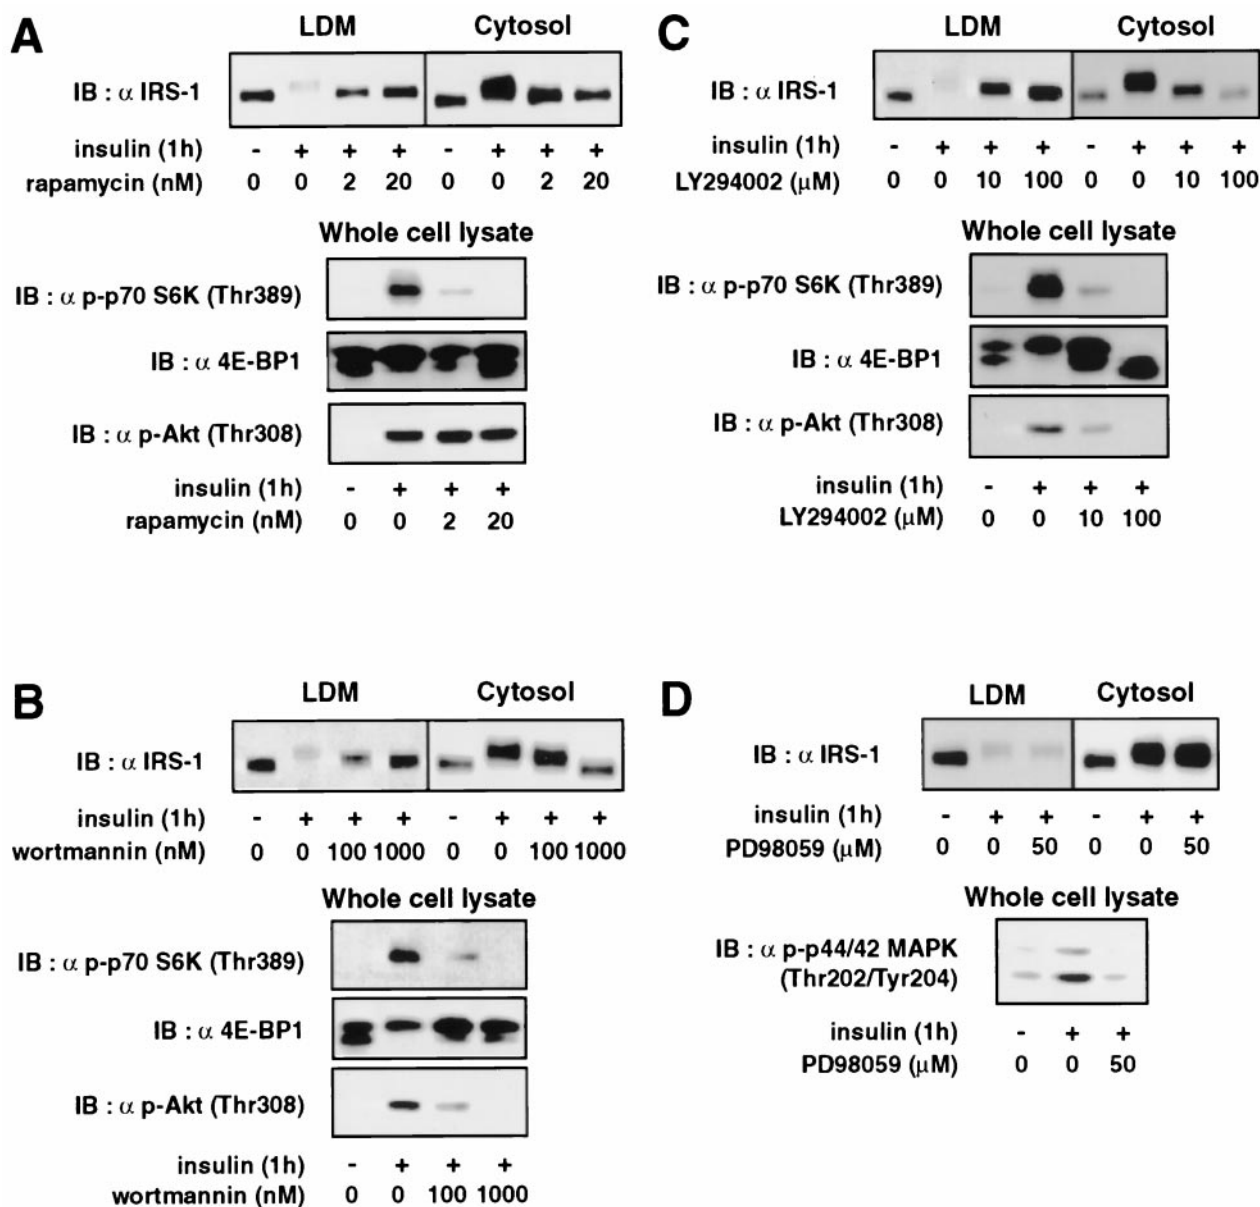 A
LDM Cytosol
IB : α IRS-1
insulin (1h) - + + + - + + +
rapamycin (nM) 0 0 2 20 0 0 2 20
Whole cell lysate
IB : α p-p70 S6K (Thr389)
IB : α 4E-BP1
IB : α p-Akt (Thr308)
insulin (1h) - + + +
rapamycin (nM) 0 0 2 20
C
LDM Cytosol
IB : α IRS-1
insulin (1h) - + + + - + + +
LY294002 (μM) 0 0 10 100 0 0 10 100
Whole cell lysate
IB : α p-p70 S6K (Thr389)
IB : α 4E-BP1
IB : α p-Akt (Thr308)
insulin (1h) - + + +
LY294002 (μM) 0 0 10 100
B
LDM Cytosol
IB : α IRS-1
insulin (1h) - + + + - + + +
wortmannin (nM) 0 0 100 1000 0 0 100 1000
Whole cell lysate
IB : α p-p70 S6K (Thr389)
IB : α 4E-BP1
IB : α p-Akt (Thr308)
insulin (1h) - + + +
wortmannin (nM) 0 0 100 1000
D
LDM Cytosol
IB : α IRS-1
insulin (1h) - + + - + +
PD98059 (μM) 0 0 50 0 0 50
Whole cell lysate
IB : α p-p44/42 MAPK
(Thr202/Tyr204)
insulin (1h) - + +
PD98059 (μM) 0 0 50